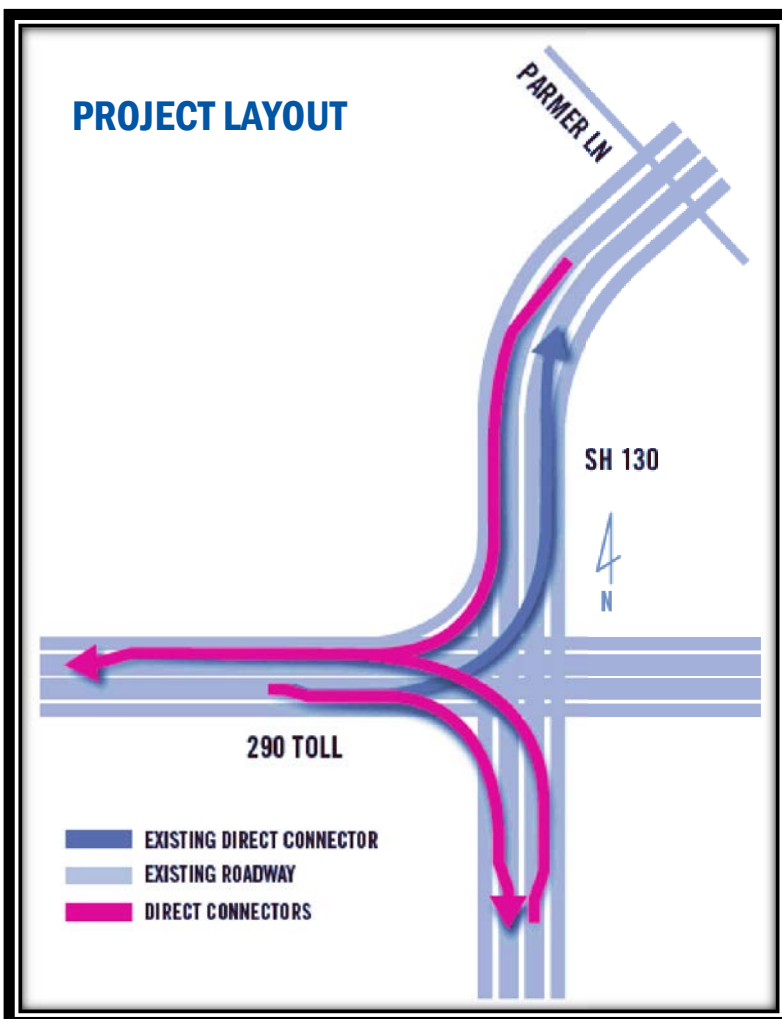 PROJECT LAYOUT
PARMER LN
SH 130
N
290 TOLL
EXISTING DIRECT CONNECTOR
EXISTING ROADWAY
DIRECT CONNECTORS